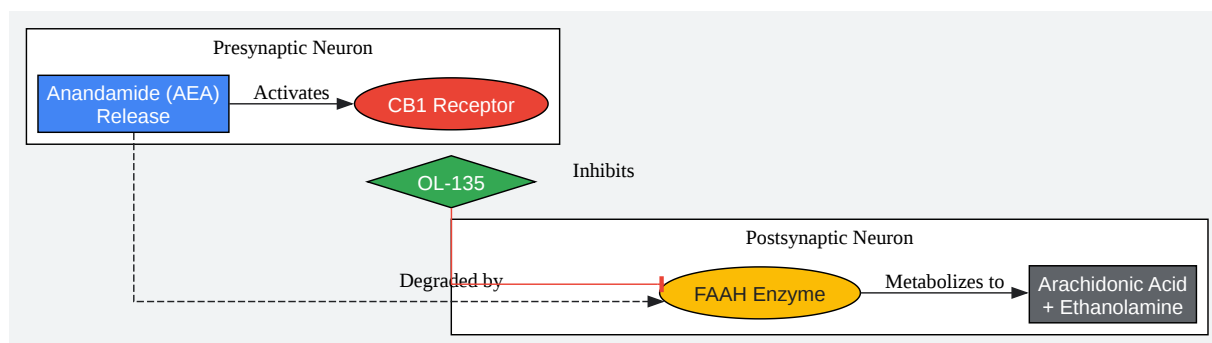 Presynaptic Neuron
Anandamide (AEA)
Release
Activates
CB1 Receptor
OL-135
Inhibits
Postsynaptic Neuron
Degraded by
FAAH Enzyme
Metabolizes to
Arachidonic Acid
+ Ethanolamine